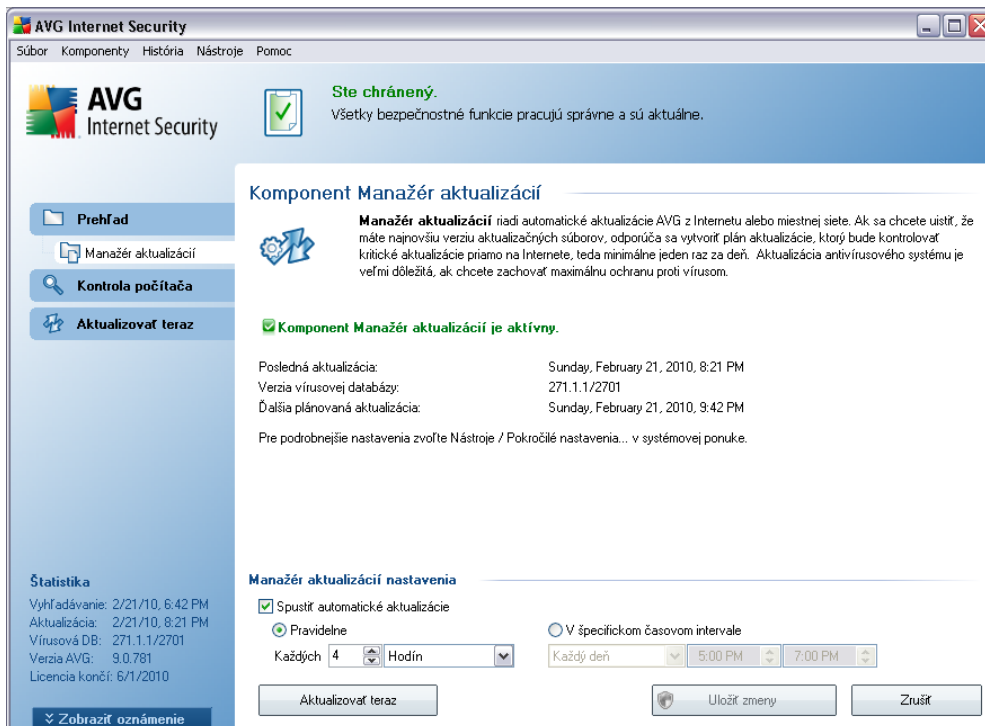 AVG Internet Security
Súbor Komponenty História Nástroje Pomoc
AVG
Internet Security
Ste chránený.
Všetky bezpečnostné funkcie pracujú správne a sú aktuálne.
Prehľad
Manažér aktualizácií
Kontrola počítača
Aktualizovať teraz
Komponent Manažér aktualizácií
Manažér aktualizácií riadi automatické aktualizácie AVG z Internetu alebo miestnej siete. Ak sa chcete uistiť, že
máte najnovšiu verziu aktualizačných súborov, odporúča sa vytvoriť plán aktualizácie, ktorý bude kontrolovať
kritické aktualizácie priamo na Internete, teda minimálne jeden raz za deň. Aktualizácia antivírusového systému je
veľmi dôležitá, ak chcete zachovať maximálnu ochranu proti vírusom.
Komponent Manažér aktualizácií je aktívny.
Posledná aktualizácia: Sunday, February 21, 2010, 8:21 PM
Verzia vírusovej databázy: 271.1.1/2701
Ďalšia plánovaná aktualizácia: Sunday, February 21, 2010, 9:42 PM
Pre podrobnejšie nastavenia zvoľte Nástroje / Pokročilé nastavenia... v systémovej ponuke.
Manažér aktualizácií nastavenia
Spustiť automatické aktualizácie
Pravidelne V špecifickom časovom intervale
Každých 4 Hodín Každý deň 5:00 PM 7:00 PM
Aktualizovať teraz Uložiť zmeny Zrušiť
Štatistika
Vyhľadávanie: 2/21/10, 6:42 PM
Aktualizácia: 2/21/10, 8:21 PM
Vírusová DB: 271.1.1/2701
Verzia AVG: 9.0.781
Licencia končí: 6/1/2010
Zobraziť oznámenie